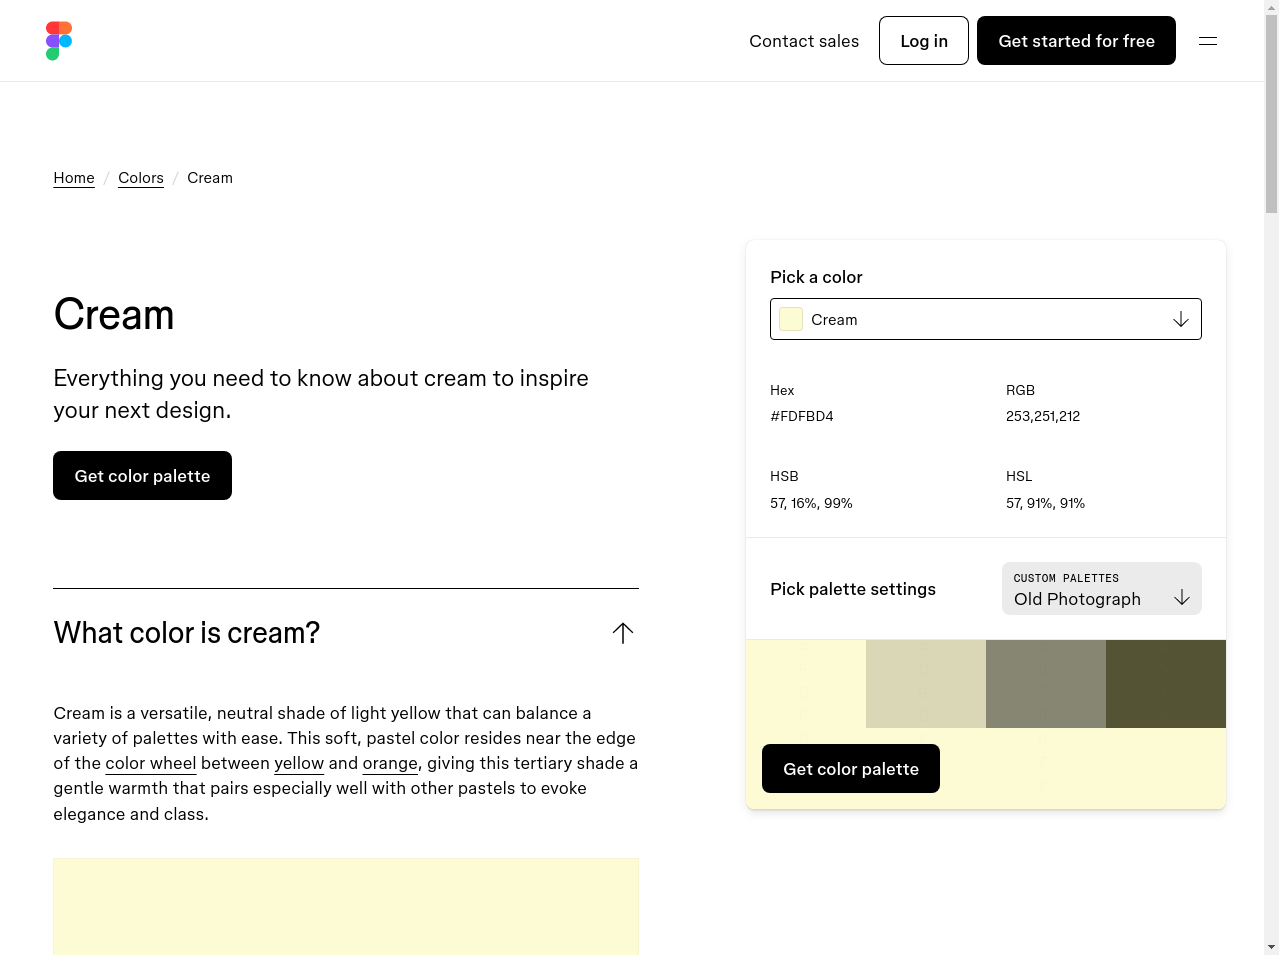 Contact sales
Log in
Get started for free
Home / Colors / Cream
Cream
Everything you need to know about cream to inspire
your next design.
Get color palette
What color is cream?
Cream is a versatile, neutral shade of light yellow that can balance a
variety of palettes with ease. This soft, pastel color resides near the edge
of the color wheel between yellow and orange, giving this tertiary shade a
gentle warmth that pairs especially well with other pastels to evoke
elegance and class.
Pick a color
Cream
Hex
#FDFBD4
RGB
253,251,212
HSB
57, 16%, 99%
HSL
57, 91%, 91%
Pick palette settings
CUSTOM PALETTES
Old Photograph
Get color palette